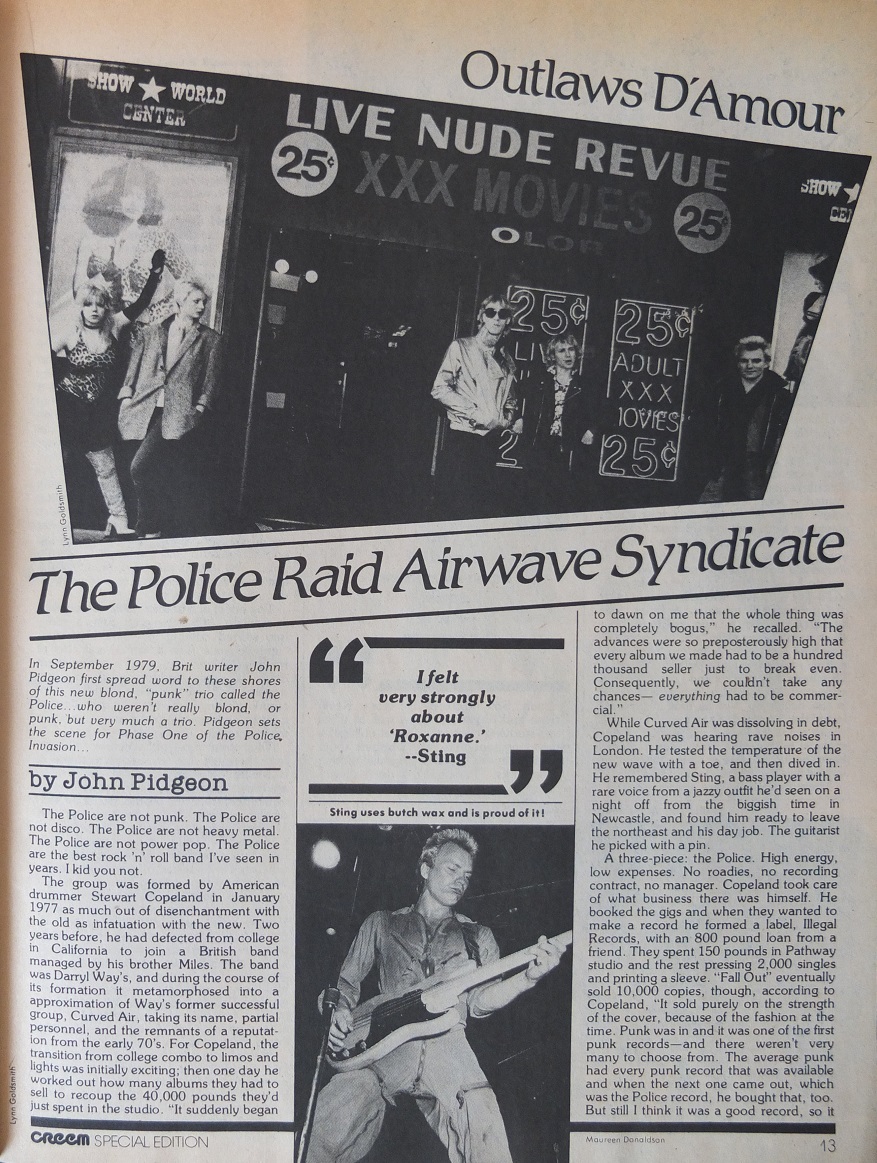 Outlaws D'Amour
SHOW ★ WORLD
CENTER
LIVE NUDE REVUE
25¢
XXX MOVIES
25¢
OLOR
SHOW ★
CE
25¢
LIV
2
25¢
ADULT
XXX
MOVIES
25¢
Lynn Goldsmith
The Police Raid Airwave Syndicate
In September 1979, Brit writer John
Pidgeon first spread word to these shores
of this new blond, "punk" trio called the
Police...who weren't really blond, or
punk, but very much a trio. Pidgeon sets
the scene for Phase One of the Police
Invasion...
by John Pidgeon
The Police are not punk. The Police are
not disco. The Police are not heavy metal.
The Police are not power pop. The Police
are the best rock 'n' roll band I've seen in
years. I kid you not.
The group was formed by American
drummer Stewart Copeland in January
1977 as much out of disenchantment with
the old as infatuation with the new. Two
years before, he had defected from college
in California to join a British band
managed by his brother Miles. The band
was Darryl Way's, and during the course of
its formation it metamorphosed into a
approximation of Way's former successful
group, Curved Air, taking its name, partial
personnel, and the remnants of a reputat-
ion from the early 70's. For Copeland, the
transition from college combo to limos and
lights was initially exciting; then one day he
worked out how many albums they had to
sell to recoup the 40,000 pounds they'd
just spent in the studio. "It suddenly began
Lynn Goldsmith
CREEM SPECIAL EDITION
“
I felt
very strongly
about
'Roxanne.'
--Sting
”
Sting uses butch wax and is proud of it!
to dawn on me that the whole thing was
completely bogus," he recalled. "The
advances were so preposterously high that
every album we made had to be a hundred
thousand seller just to break even.
Consequently, we couldn't take any
chances— everything had to be commer-
cial."
While Curved Air was dissolving in debt,
Copeland was hearing rave noises in
London. He tested the temperature of the
new wave with a toe, and then dived in.
He remembered Sting, a bass player with a
rare voice from a jazzy outfit he'd seen on a
night off from the biggish time in
Newcastle, and found him ready to leave
the northeast and his day job. The guitarist
he picked with a pin.
A three-piece: the Police. High energy,
low expenses. No roadies, no recording
contract, no manager. Copeland took care
of what business there was himself. He
booked the gigs and when they wanted to
make a record he formed a label, Illegal
Records, with an 800 pound loan from a
friend. They spent 150 pounds in Pathway
studio and the rest pressing 2,000 singles
and printing a sleeve. "Fall Out" eventually
sold 10,000 copies, though, according to
Copeland, "It sold purely on the strength
of the cover, because of the fashion at the
time. Punk was in and it was one of the first
punk records—and there weren't very
many to choose from. The average punk
had every punk record that was available
and when the next one came out, which
was the Police record, he bought that, too.
But still I think it was a good record, so it
Maureen Donaldson
13